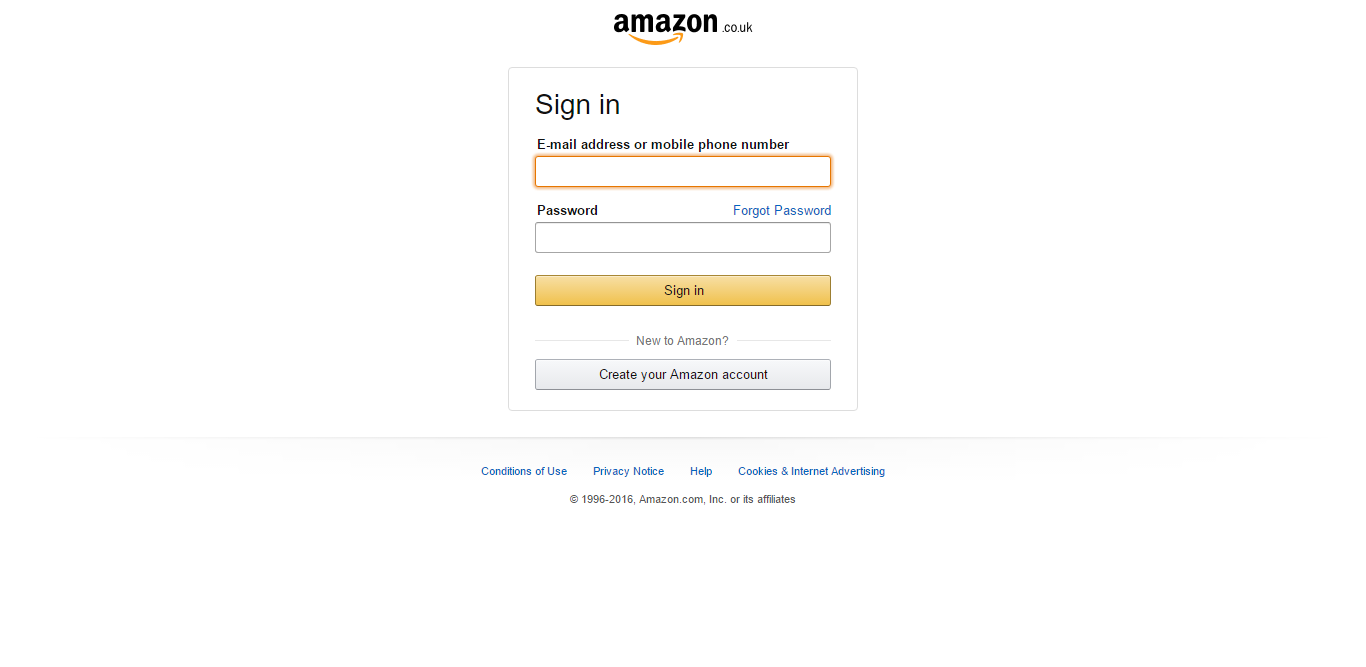 amazon.co.uk
Sign in
E-mail address or mobile phone number
Password Forgot Password
Sign in
New to Amazon?
Create your Amazon account
Conditions of Use Privacy Notice Help Cookies & Internet Advertising
© 1996-2016, Amazon.com, Inc. or its affiliates